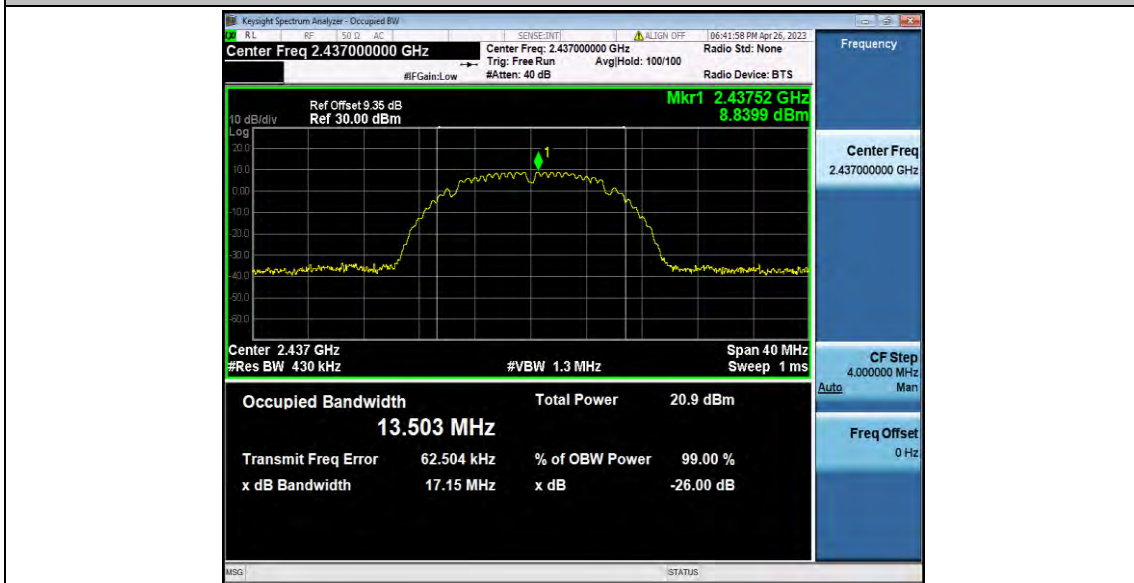 Keysight Spectrum Analyzer - Occupied BW
RL RF 50 Ω AC SENSE:INT ALIGN OFF 06:41:58 PM Apr 26, 2023
Center Freq 2.437000000 GHz Center Freq: 2.437000000 GHz Radio Std: None
Trig: Free Run Avg|Hold: 100/100
#IFGain:Low #Atten: 40 dB Radio Device: BTS
Frequency
Mkr1 2.43752 GHz
8.8399 dBm
Ref Offset 9.35 dB
10 dB/div Ref 30.00 dBm
Log
20.0
10.0
0.00
-10.0
-20.0
-30.0
-40.0
-50.0
-60.0
1
Center 2.437 GHz Span 40 MHz
#Res BW 430 kHz #VBW 1.3 MHz Sweep 1 ms
Occupied Bandwidth Total Power 20.9 dBm
13.503 MHz
Transmit Freq Error 62.504 kHz % of OBW Power 99.00 %
x dB Bandwidth 17.15 MHz x dB -26.00 dB
Center Freq
2.437000000 GHz
CF Step
4.000000 MHz
Auto Man
Freq Offset
0 Hz
MSG STATUS